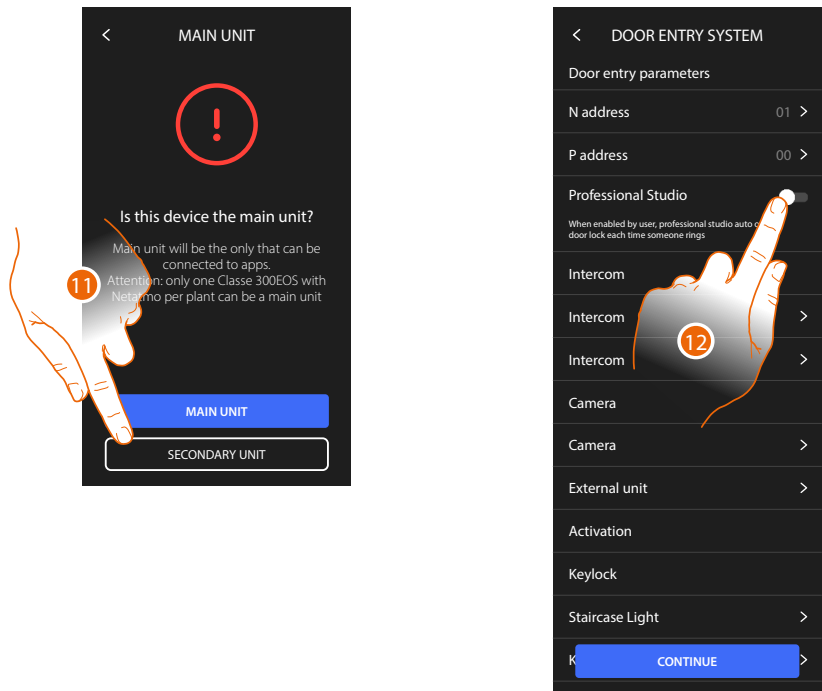 MAIN UNIT
Is this device the main unit?
Main unit will be the only that can be
connected to apps.
Attention: only one Classe 300EOS with
Netatmo per plant can be a main unit
11
MAIN UNIT
SECONDARY UNIT
DOOR ENTRY SYSTEM
Door entry parameters
N address 01
P address 00
Professional Studio
When enabled by user, professional studio auto
door lock each time someone rings
Intercom
Intercom
12
Intercom
Camera
Camera
External unit
Activation
Keylock
Staircase Light
K
CONTINUE